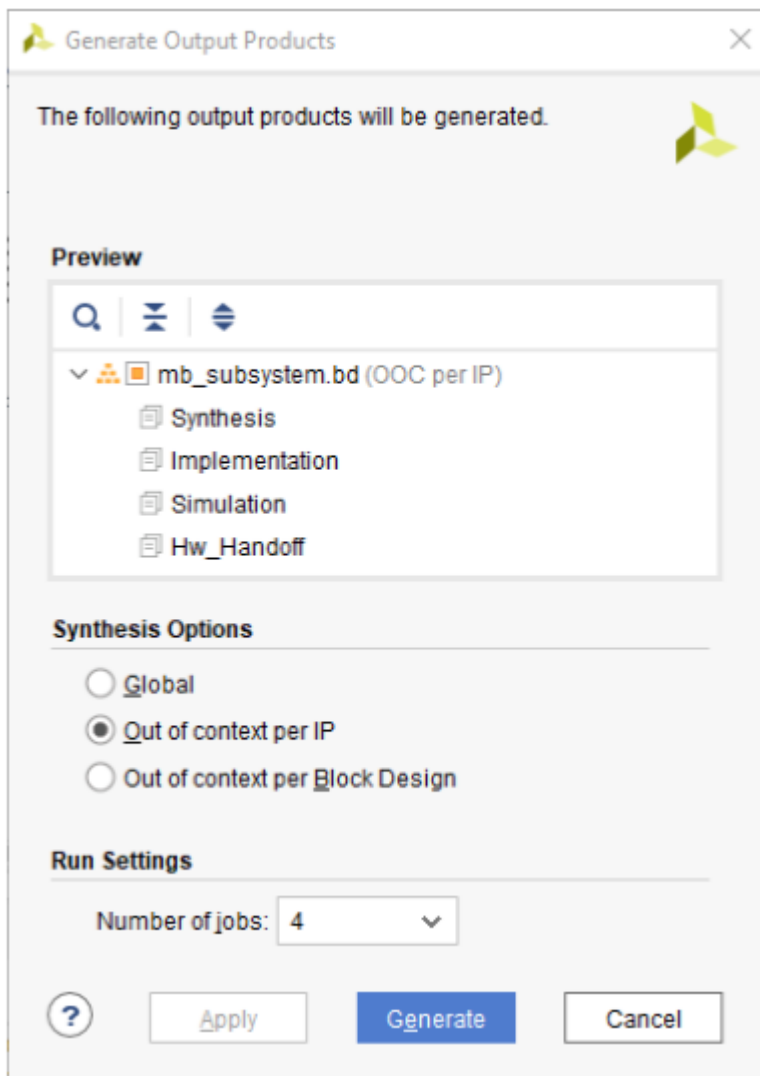 Generate Output Products
The following output products will be generated.
Preview
mb_subsystem.bd (OOC per IP)
Synthesis
Implementation
Simulation
Hw_Handoff
Synthesis Options
Global
Out of context per IP
Out of context per Block Design
Run Settings
Number of jobs: 4
? Apply Generate Cancel